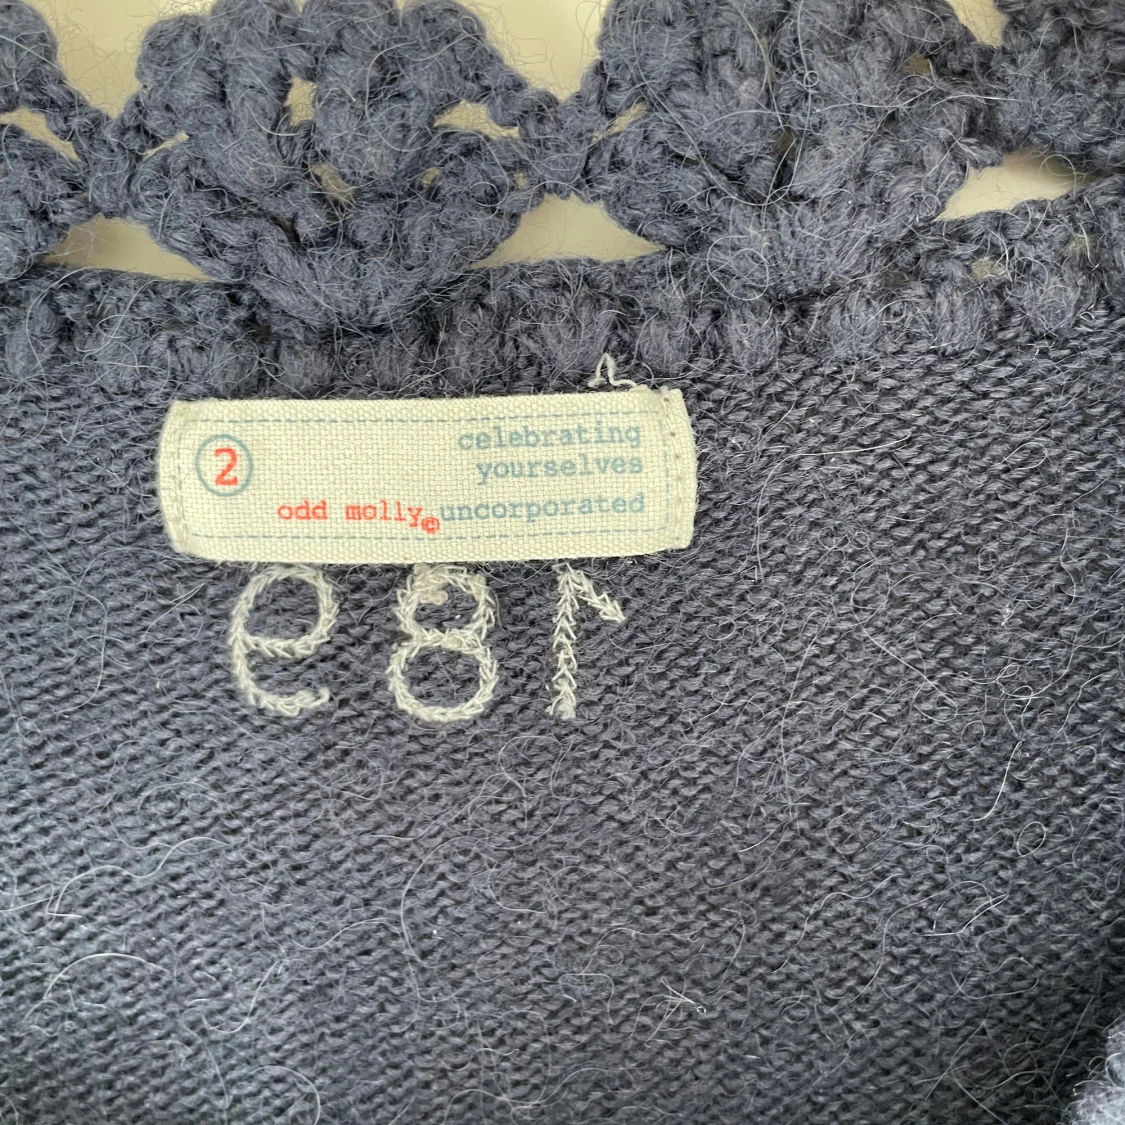 2
celebrating
yourselves
odd molly© uncorporated
189